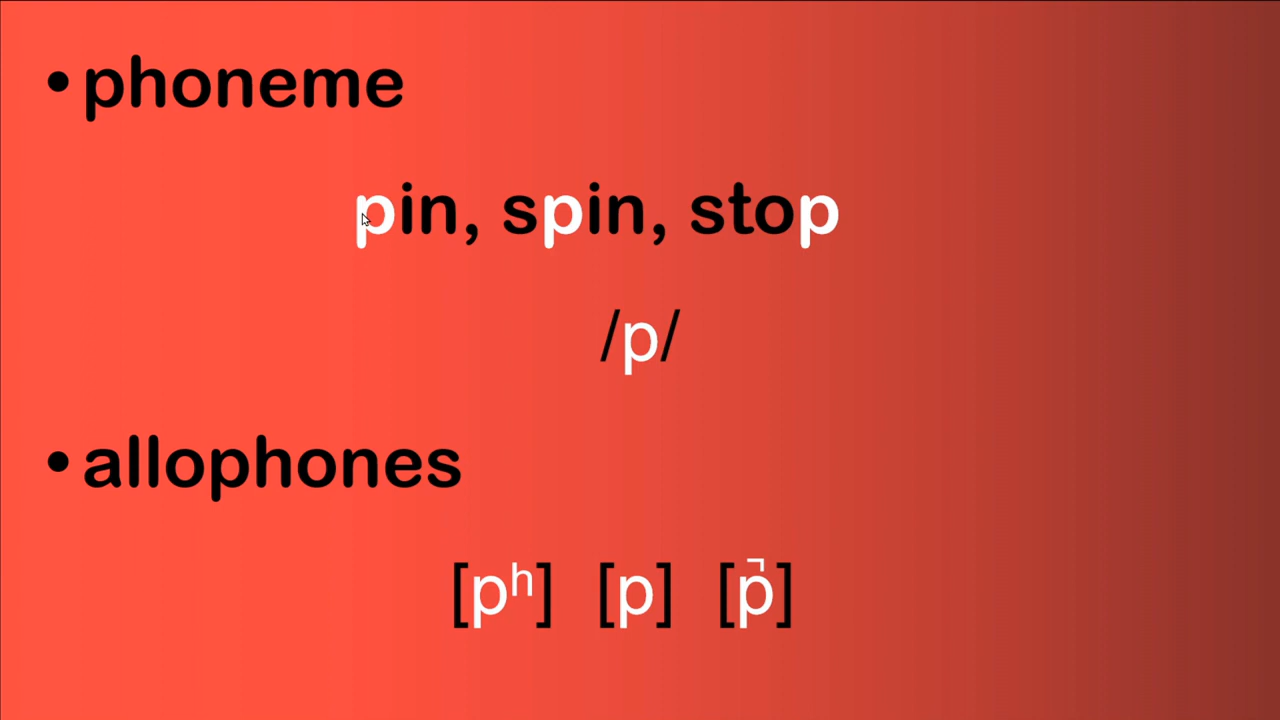 • phoneme
pin, spin, stop
/p/
• allophones
[pʰ] [p] [p̚]